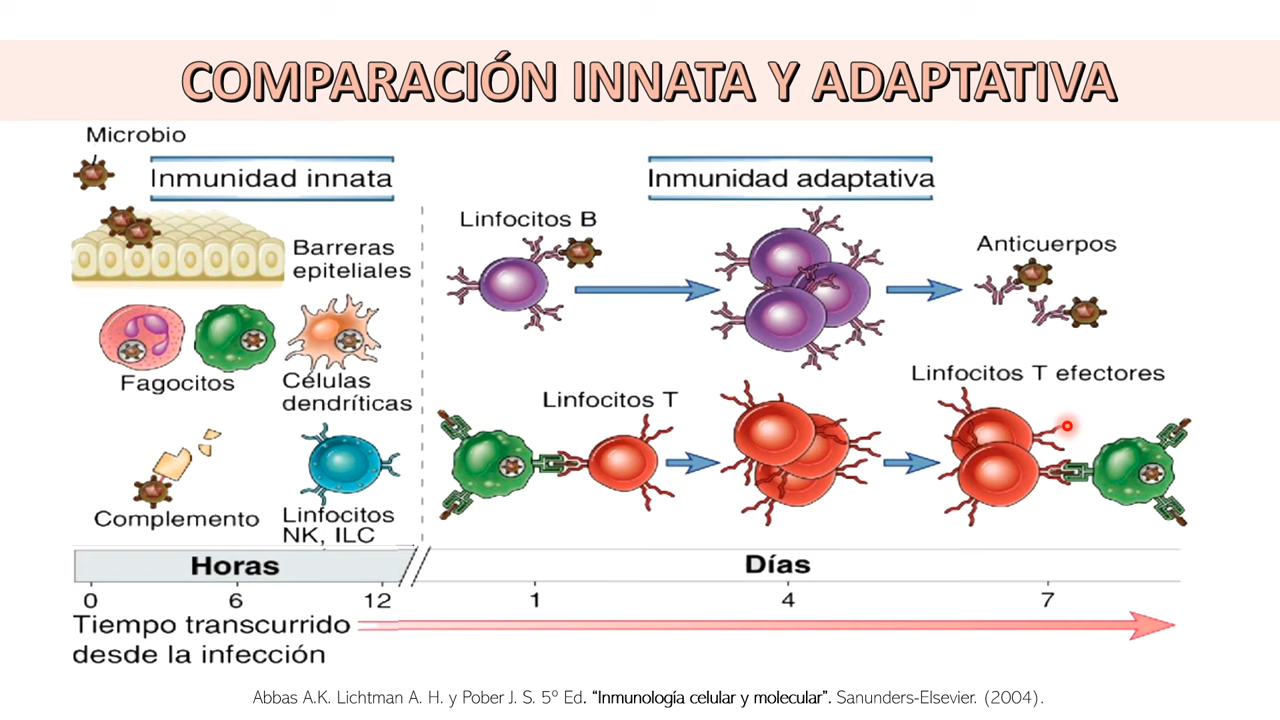 COMPARACIÓN INNATA Y ADAPTATIVA
Microbio
Inmunidad innata
Inmunidad adaptativa
Barreras
epiteliales
Fagocitos
Células
dendríticas
Complemento
Linfocitos
NK, ILC
Linfocitos B
Anticuerpos
Linfocitos T
Linfocitos T efectores
Horas
Días
0 6 12 1 4 7
Tiempo transcurrido
desde la infección
Abbas A.K. Lichtman A. H. y Pober J. S. 5º Ed. “Inmunología celular y molecular”. Sanunders-Elsevier. (2004).